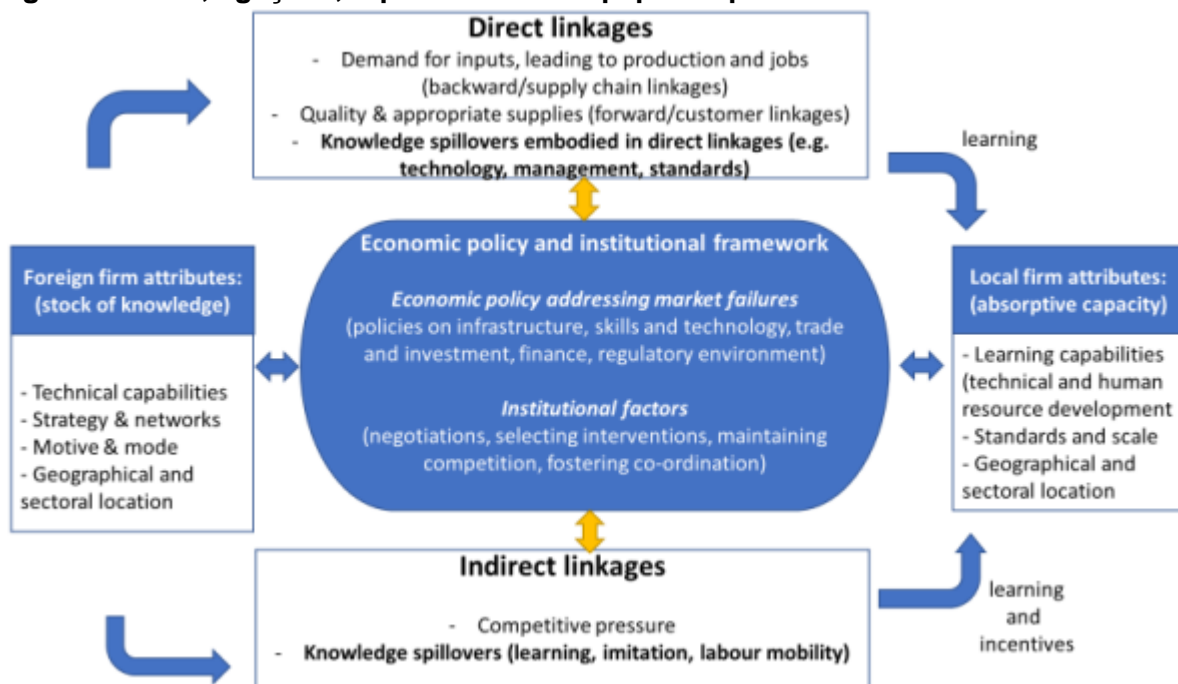 Direct linkages
- Demand for inputs, leading to production and jobs
(backward/supply chain linkages)
- Quality & appropriate supplies (forward/customer linkages)
- Knowledge spillovers embodied in direct linkages (e.g.
technology, management, standards)
learning
Economic policy and institutional framework
Economic policy addressing market failures
(policies on infrastructure, skills and technology, trade
and investment, finance, regulatory environment)
Institutional factors
(negotiations, selecting interventions, maintaining
competition, fostering co-ordination)
Foreign firm attributes:
(stock of knowledge)
- Technical capabilities
- Strategy & networks
- Motive & mode
- Geographical and
sectoral location
Local firm attributes:
(absorptive capacity)
- Learning capabilities
(technical and human
resource development
- Standards and scale
- Geographical and
sectoral location
Indirect linkages
- Competitive pressure
- Knowledge spillovers (learning, imitation, labour mobility)
learning
and
incentives